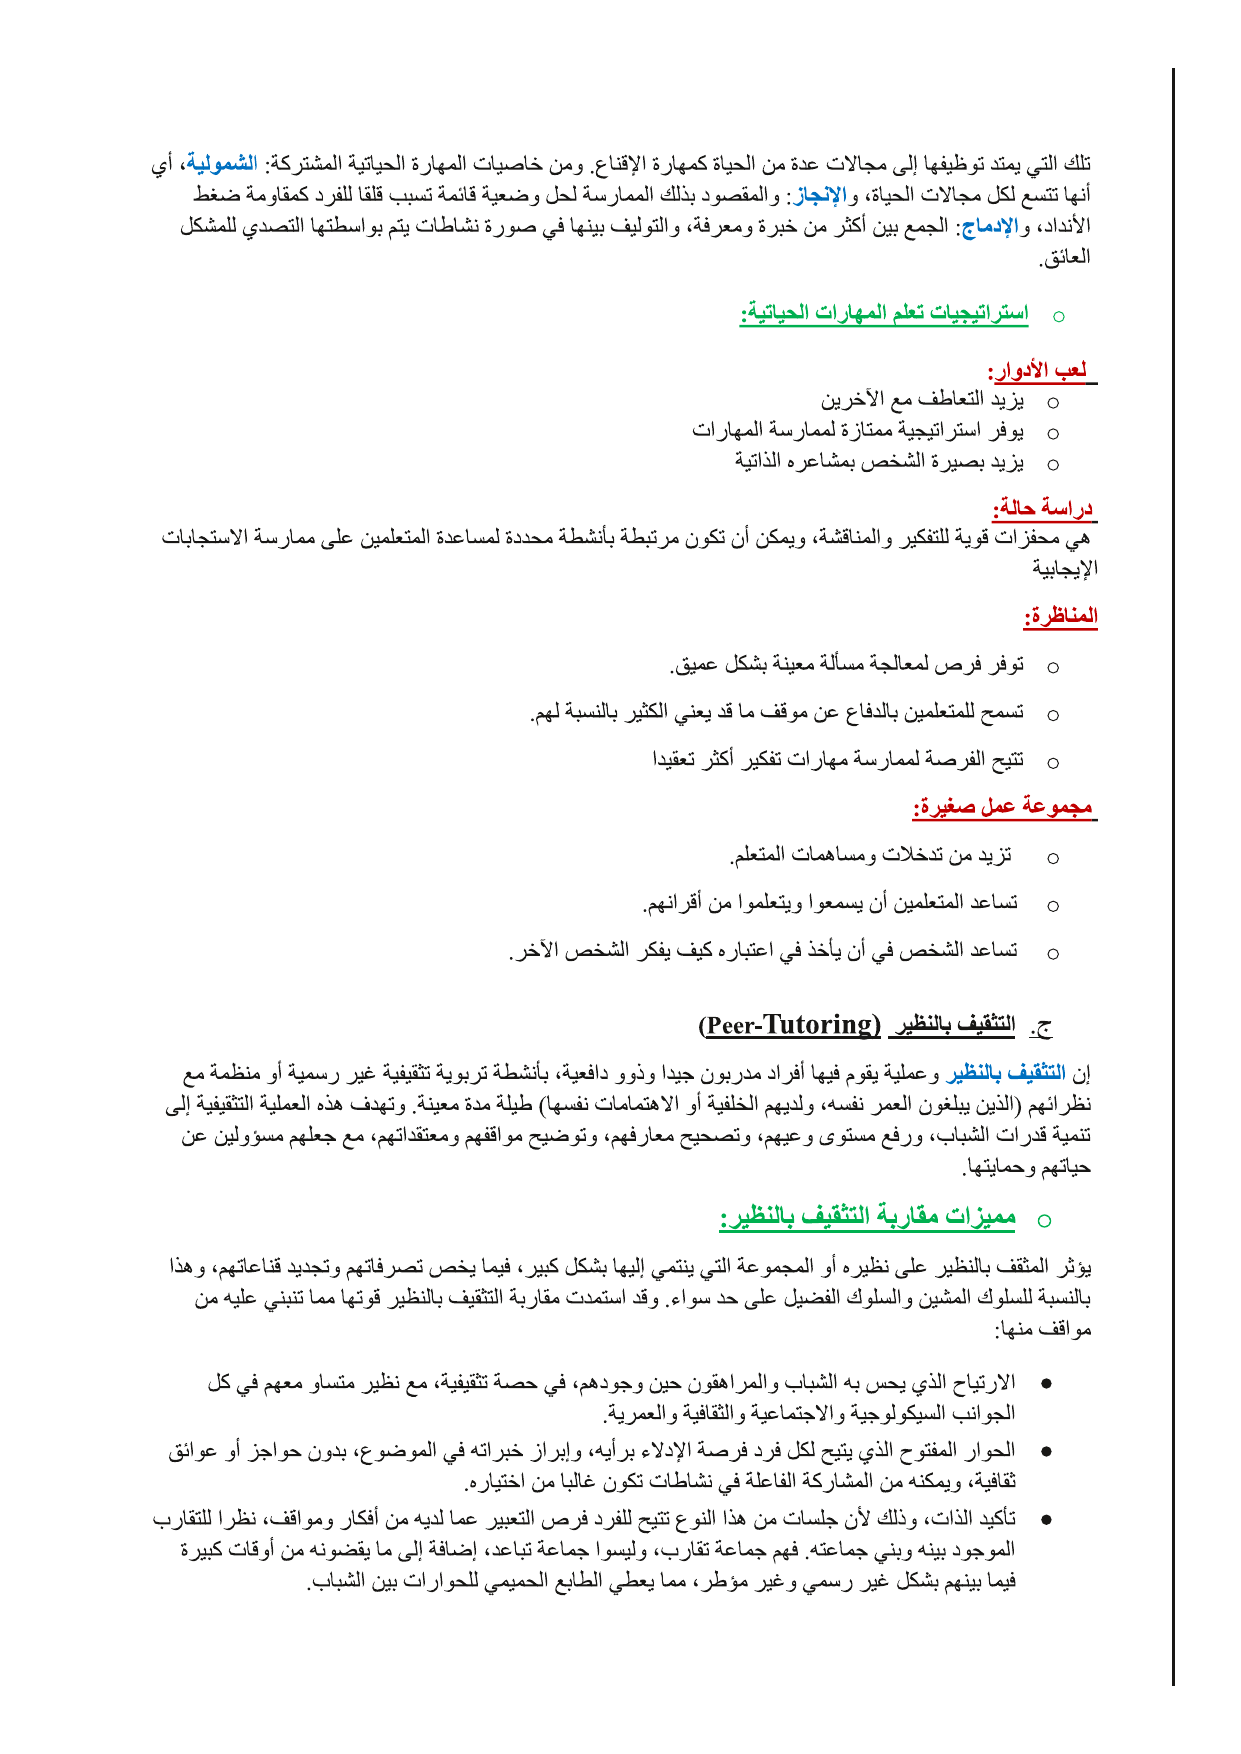 تلك التي يمتد توظيفها إلى مجالات عدة من الحياة كمهارة الإقناع. ومن خاصيات المهارة الحياتية المشتركة: الشمولية، أي
أنها تتسع لكل مجالات الحياة، والإنجاز: والمقصود بذلك الممارسة لحل وضعية قائمة تسبب قلقا للفرد كمقاومة ضغط
الأنداد، والإدماج: الجمع بين أكثر من خبرة ومعرفة، والتوليف بينها في صورة نشاطات يتم بواسطتها التصدي للمشكل
العائق.
○ استراتيجيات تعلم المهارات الحياتية:
لعب الأدوار:
○ يزيد التعاطف مع الآخرين
○ يوفر استراتيجية ممتازة لممارسة المهارات
○ يزيد بصيرة الشخص بمشاعره الذاتية
دراسة حالة:
هي محفزات قوية للتفكير والمناقشة، ويمكن أن تكون مرتبطة بأنشطة محددة لمساعدة المتعلمين على ممارسة الاستجابات
الإيجابية
المناظرة:
○ توفر فرص لمعالجة مسألة معينة بشكل عميق.
○ تسمح للمتعلمين بالدفاع عن موقف ما قد يعني الكثير بالنسبة لهم.
○ تتيح الفرصة لممارسة مهارات تفكير أكثر تعقيدا
مجموعة عمل صغيرة:
○ تزيد من تدخلات ومساهمات المتعلم.
○ تساعد المتعلمين أن يسمعوا ويتعلموا من أقرانهم.
○ تساعد الشخص في أن يأخذ في اعتباره كيف يفكر الشخص الآخر.
ج. التثقيف بالنظير (Peer-Tutoring)
إن التثقيف بالنظير وعملية يقوم فيها أفراد مدربون جيدا وذوو دافعية، بأنشطة تربوية تثقيفية غير رسمية أو منظمة مع
نظرائهم (الذين يبلغون العمر نفسه، ولديهم الخلفية أو الاهتمامات نفسها) طيلة مدة معينة. وتهدف هذه العملية التثقيفية إلى
تنمية قدرات الشباب، ورفع مستوى وعيهم، وتصحيح معارفهم، وتوضيح مواقفهم ومعتقداتهم، مع جعلهم مسؤولين عن
حياتهم وحمايتها.
○ مميزات مقاربة التثقيف بالنظير:
يؤثر المثقف بالنظير على نظيره أو المجموعة التي ينتمي إليها بشكل كبير، فيما يخص تصرفاتهم وتجديد قناعاتهم، وهذا
بالنسبة للسلوك المشين والسلوك الفضيل على حد سواء. وقد استمدت مقاربة التثقيف بالنظير قوتها مما تنبني عليه من
مواقف منها:
● الارتياح الذي يحس به الشباب والمراهقون حين وجودهم، في حصة تثقيفية، مع نظير متساو معهم في كل
الجوانب السيكولوجية والاجتماعية والثقافية والعمرية.
● الحوار المفتوح الذي يتيح لكل فرد فرصة الإدلاء برأيه، وإبراز خبراته في الموضوع، بدون حواجز أو عوائق
ثقافية، ويمكنه من المشاركة الفاعلة في نشاطات تكون غالبا من اختياره.
● تأكيد الذات، وذلك لأن جلسات من هذا النوع تتيح للفرد فرص التعبير عما لديه من أفكار ومواقف، نظرا للتقارب
الموجود بينه وبني جماعته. فهم جماعة تقارب، وليسوا جماعة تباعد، إضافة إلى ما يقضونه من أوقات كبيرة
فيما بينهم بشكل غير رسمي وغير مؤطر، مما يعطي الطابع الحميمي للحوارات بين الشباب.